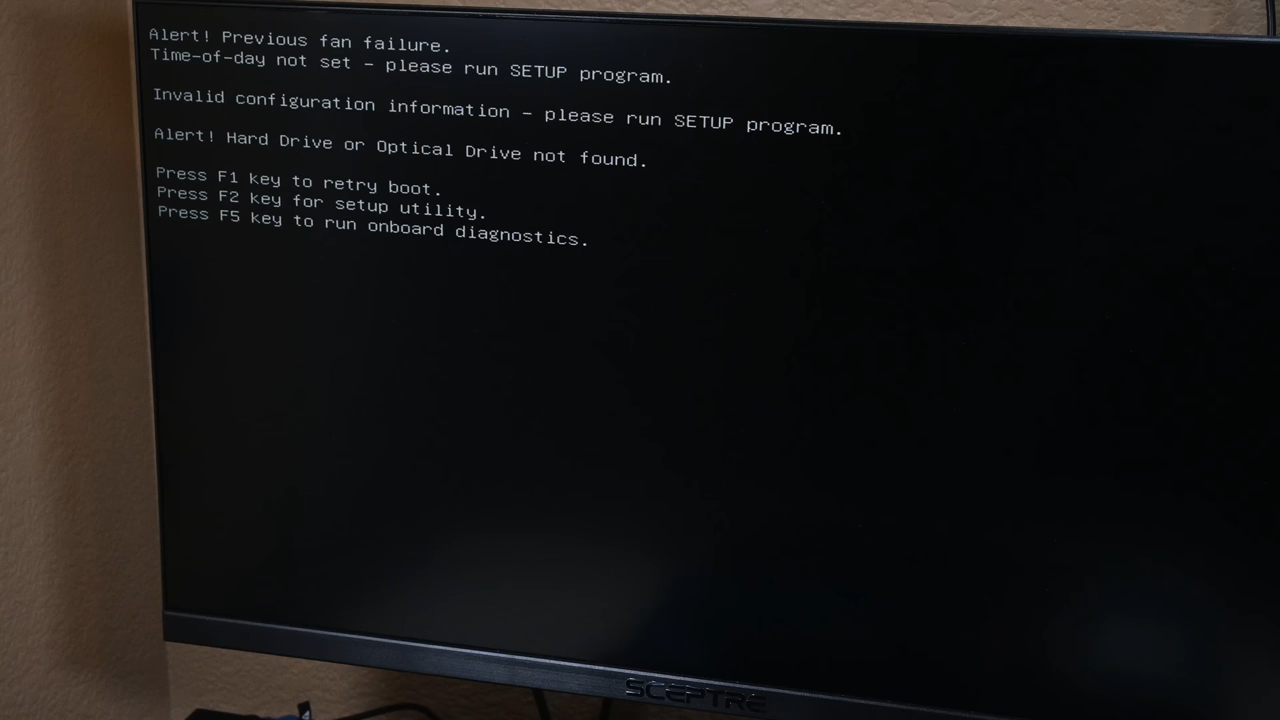 Alert! Previous fan failure.
Time-of-day not set - please run SETUP program.
Invalid configuration information - please run SETUP program.
Alert! Hard Drive or Optical Drive not found.
Press F1 key to retry boot.
Press F2 key for setup utility.
Press F5 key to run onboard diagnostics.
SCEPTRE